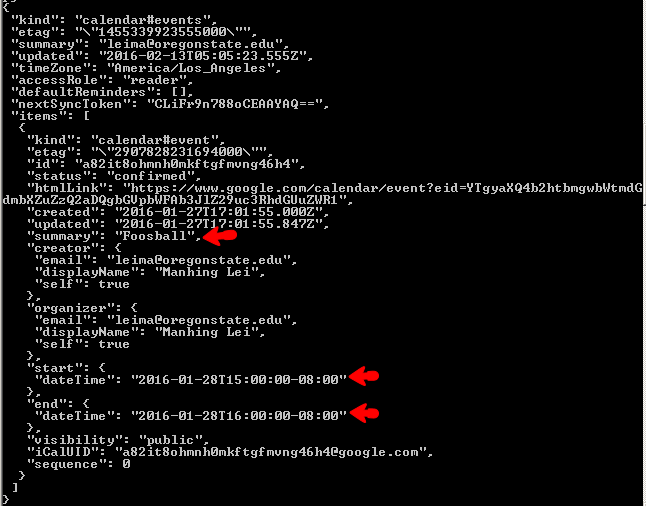 {
"kind": "calendar#events",
"etag": "\"1455339923555000\"",
"summary": "leima@oregonstate.edu",
"updated": "2016-02-13T05:05:23.555Z",
"timeZone": "America/Los_Angeles",
"accessRole": "reader",
"defaultReminders": [],
"nextSyncToken": "CLiFr9n788oCEAAYAQ==",
"items": [
{
"kind": "calendar#event",
"etag": "\"2907828231694000\"",
"id": "a82it8ohmnh0mkftgfmvng46h4",
"status": "confirmed",
"htmlLink": "https://www.google.com/calendar/event?eid=YTgyaXQ4b2htbmgwbWtmdG
dmbXZuZzQ2aDQgbGVpbWFAb3JlZ29uc3RhdGUuZWR1",
"created": "2016-01-27T17:01:55.000Z",
"updated": "2016-01-27T17:01:55.847Z",
"summary": "Foosball",
"creator": {
"email": "leima@oregonstate.edu",
"displayName": "Manhing Lei",
"self": true
},
"organizer": {
"email": "leima@oregonstate.edu",
"displayName": "Manhing Lei",
"self": true
},
"start": {
"dateTime": "2016-01-28T15:00:00-08:00"
},
"end": {
"dateTime": "2016-01-28T16:00:00-08:00"
},
"visibility": "public",
"iCalUID": "a82it8ohmnh0mkftgfmvng46h4@google.com",
"sequence": 0
}
]
}